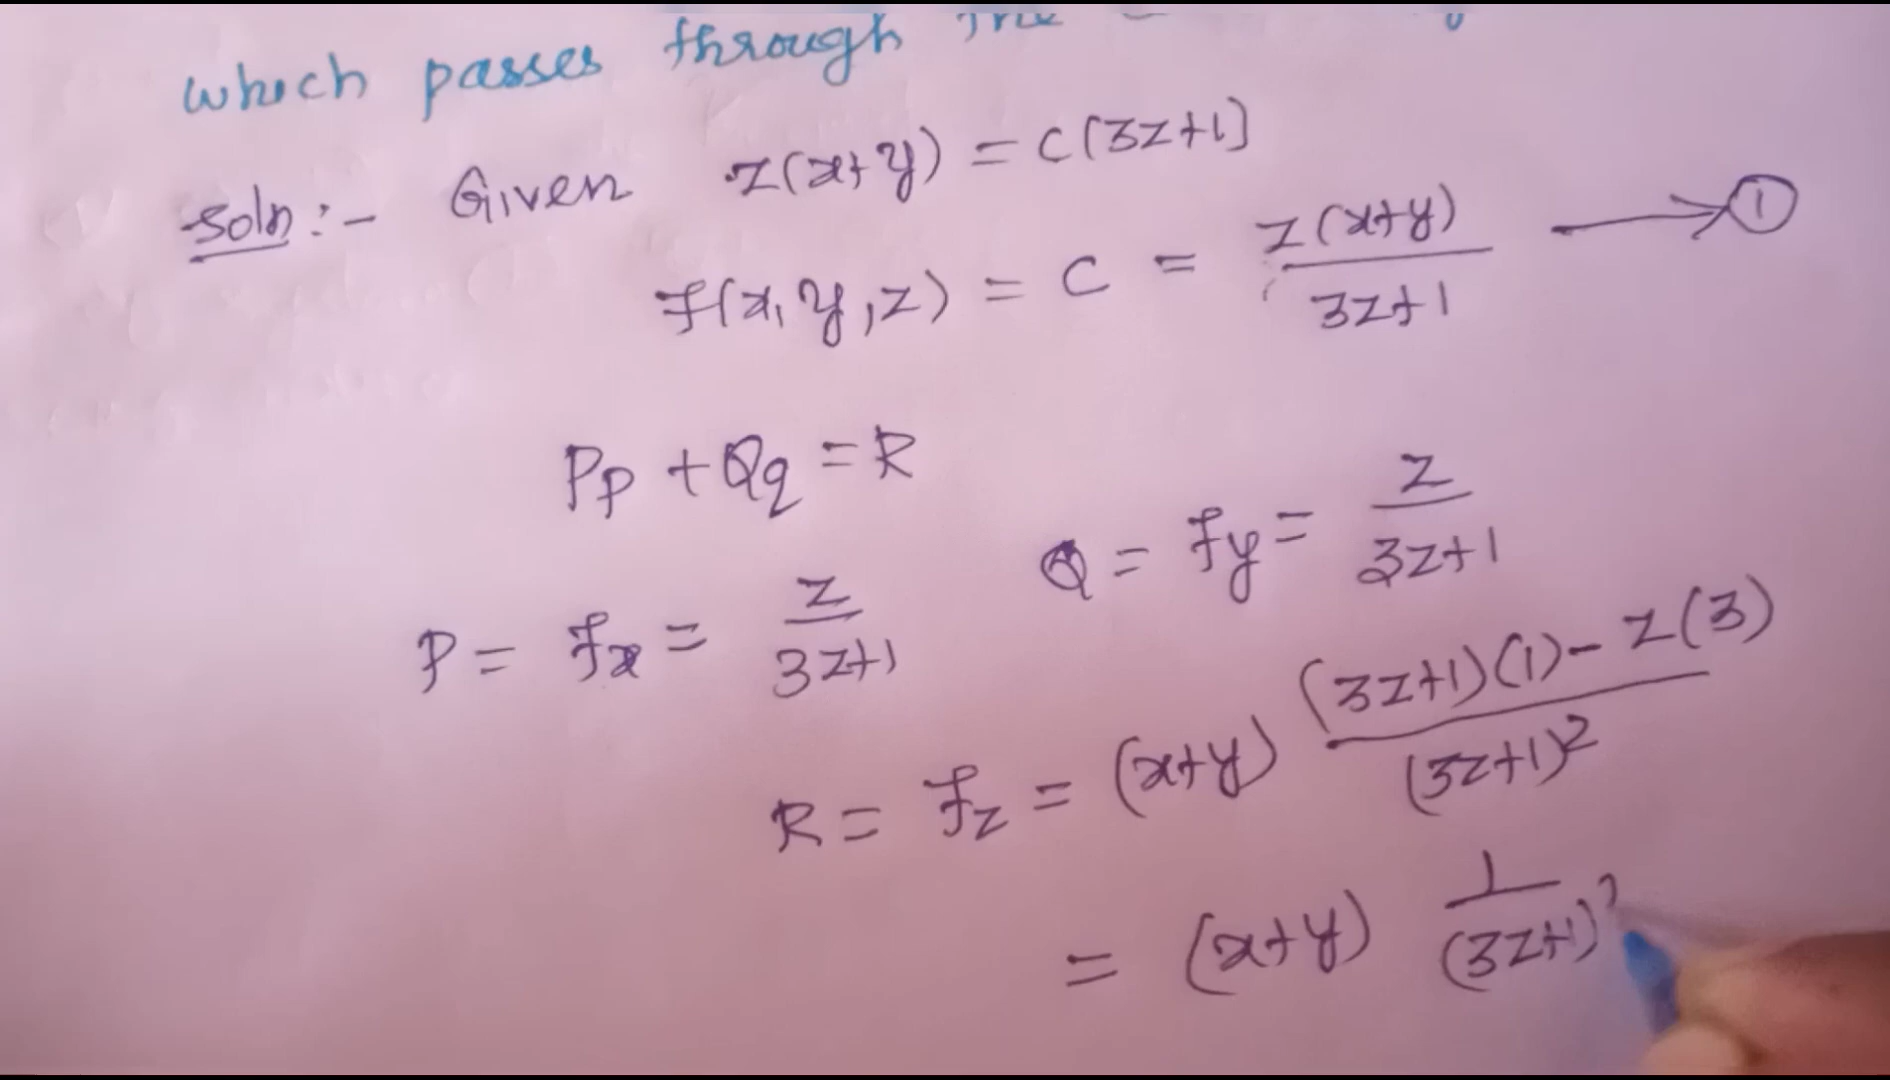 which passes through the
Soln :- Given z(x+y) = c(3z+1]
f(x, y, z) = c = z(x+y) / 3z+1 → 1
Pp + Qq = R
Q = fy = z / 3z+1
P = fx = z / 3z+1
R = fz = (x+y) (3z+1)(1) - z(3) / (3z+1)²
= (x+y) 1 / (3z+1)